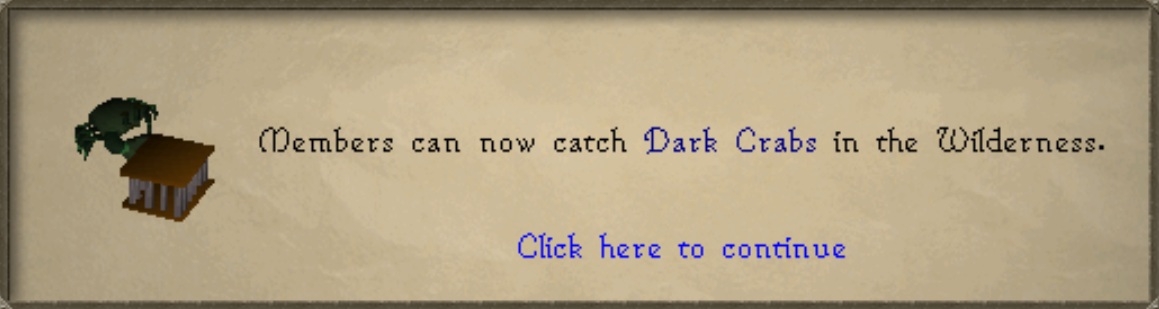 Members can now catch Dark Crabs in the Wilderness.
Click here to continue